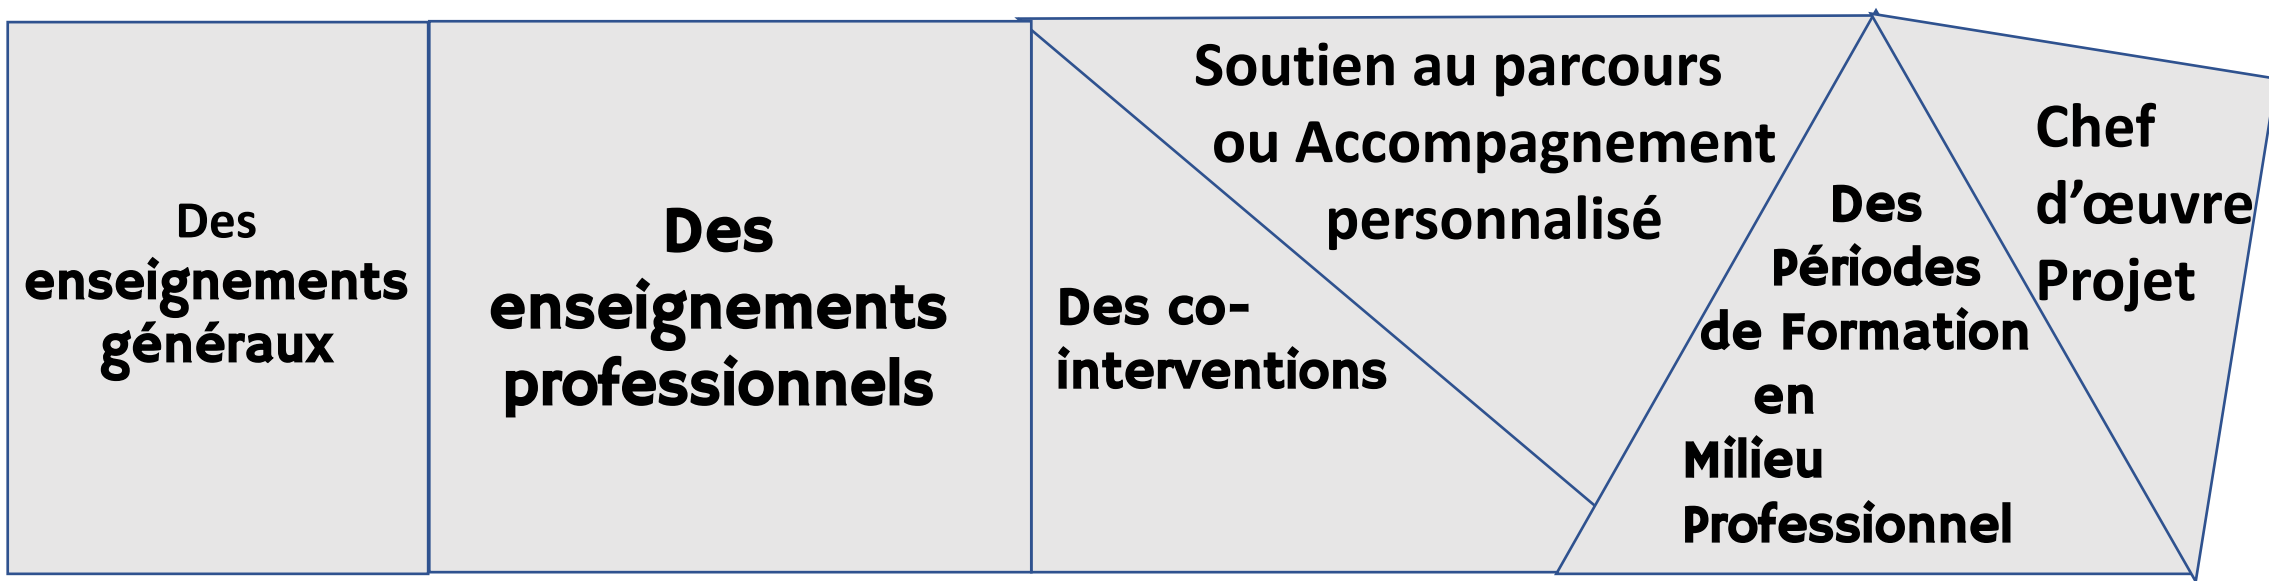 Des
enseignements
généraux
Des
enseignements
professionnels
Des co-
interventions
Soutien au parcours
ou Accompagnement
personnalisé
Des
Périodes
de Formation
en
Milieu
Professionnel
Chef
d’œuvre
Projet